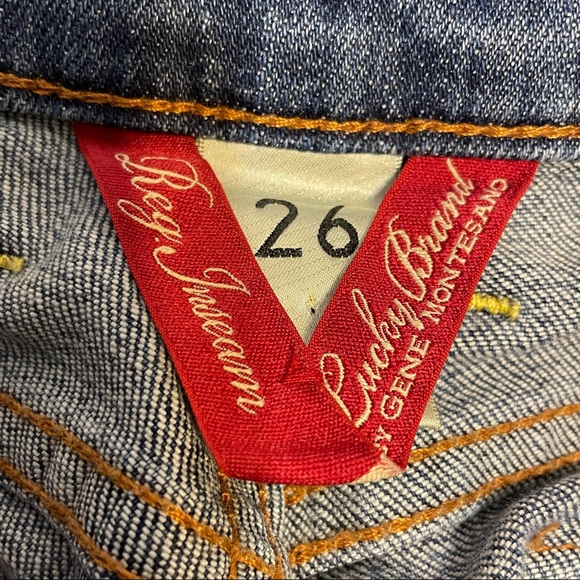 Reg Inseam
26
Lucky Brand
BY GENE MONTESANO